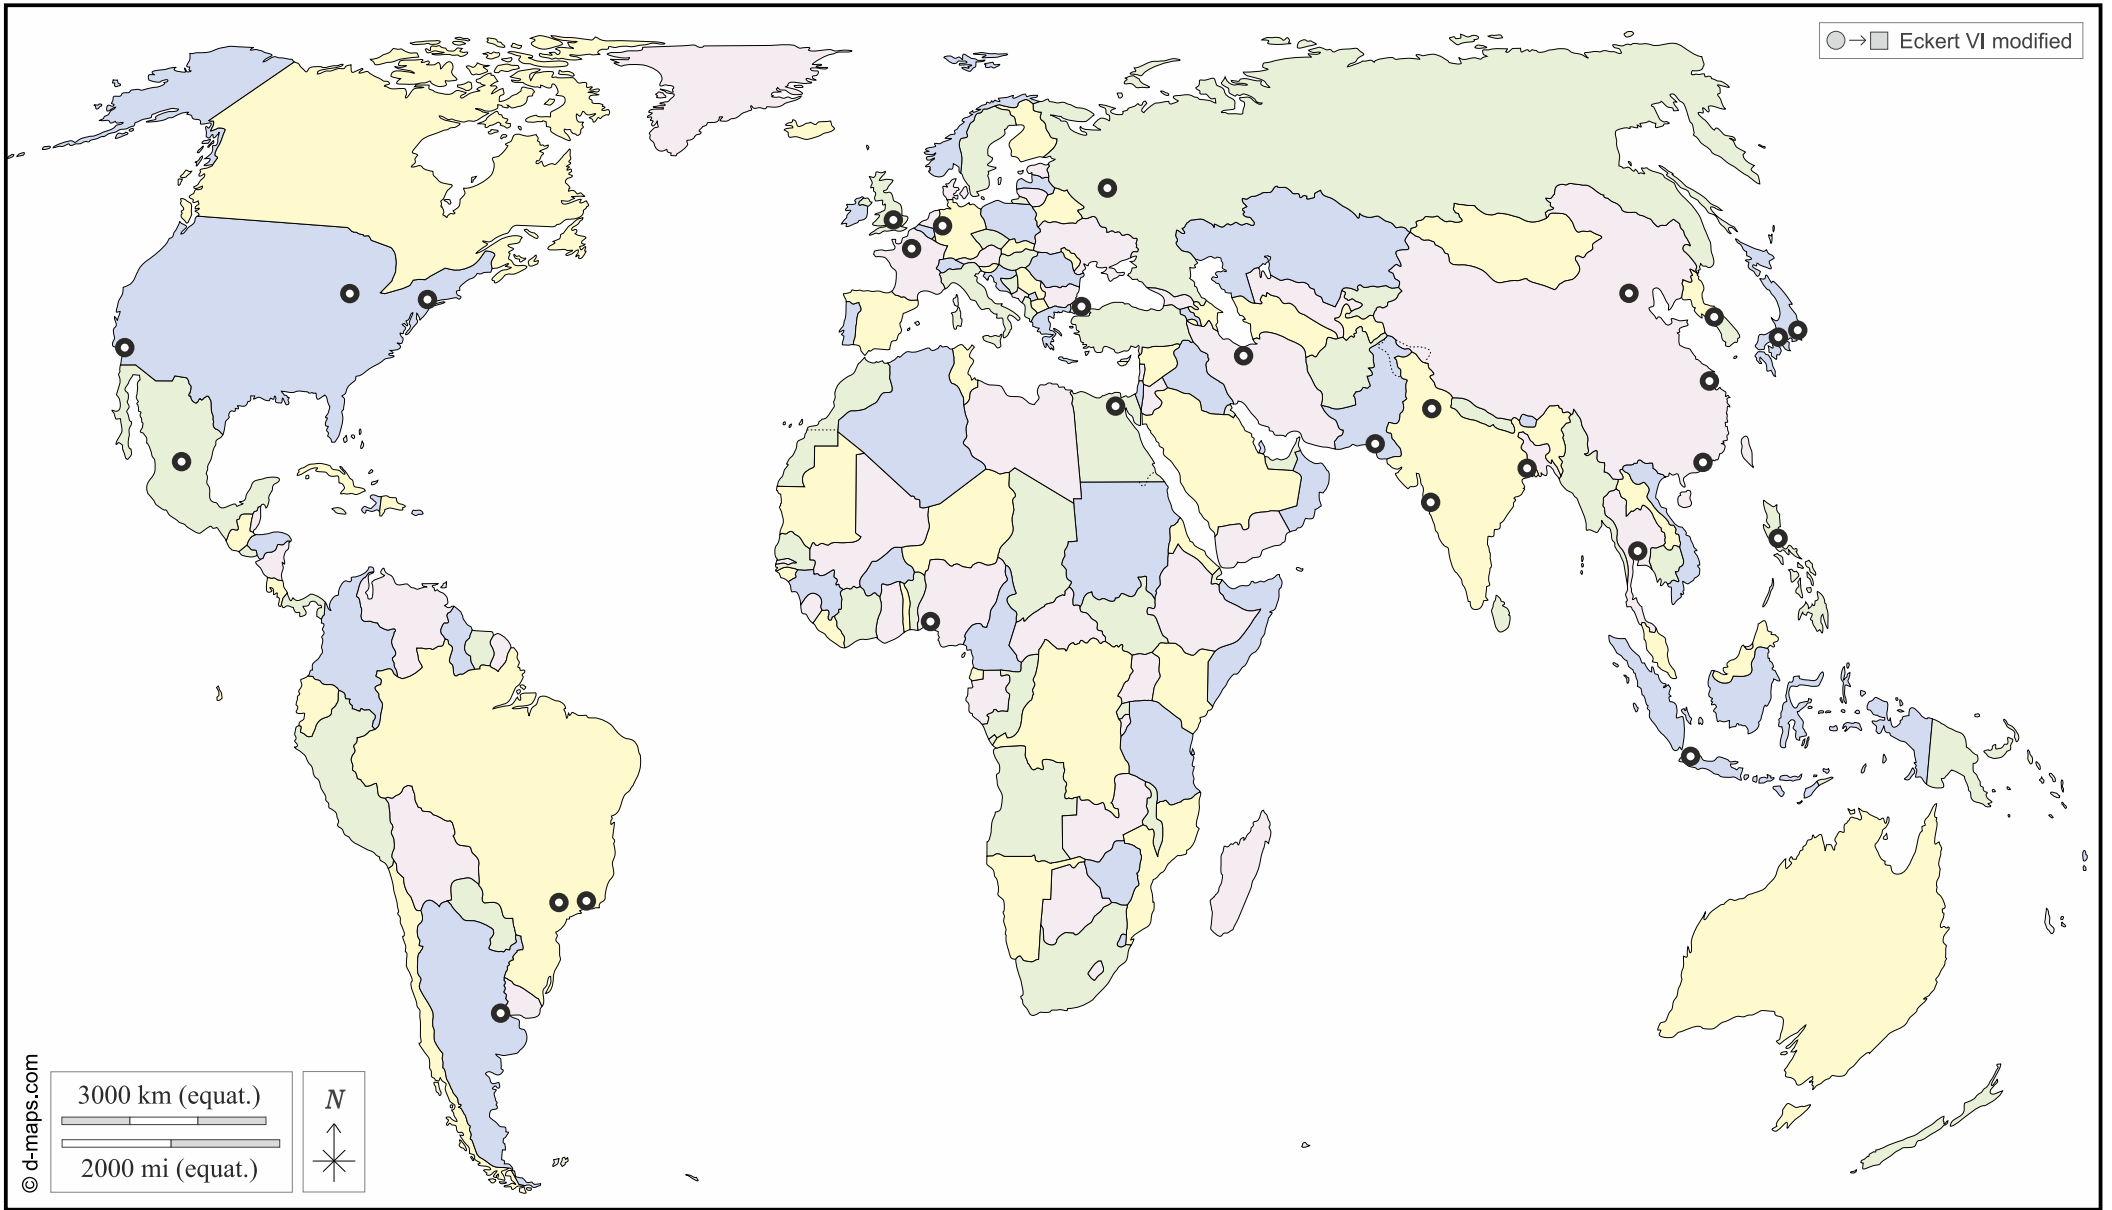 ○→□ Eckert VI modified
© d-maps.com
3000 km (equat.)
2000 mi (equat.)
N